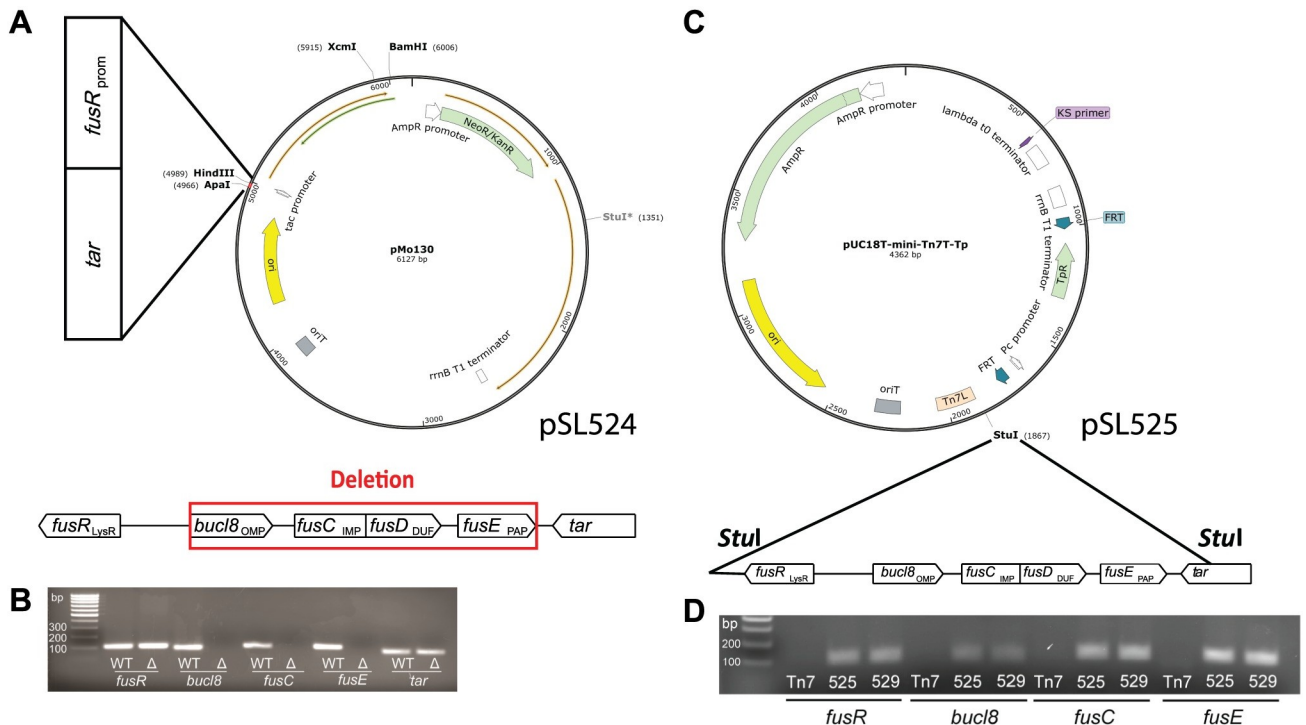 A
fusR prom
tar
(5915) XcmI
BamHI (6006)
6000
(4989) HindIII
(4966) ApaI
5000
AmpR promoter
NeoR/KanR
1000
StuI* (1351)
tac promoter
ori
pMo130
6127 bp
oriT
4000
rrnB T1 terminator
2000
3000
pSL524
Deletion
fusR LysR
bucl8 OMP
fusC IMP
fusD DUF
fusE PAP
tar
B
bp
300
200
100
WT Δ WT Δ WT Δ WT Δ WT Δ
fusR bucl8 fusC fusE tar
C
4000
AmpR promoter
AmpR
500
lambda t0 terminator
KS primer
3500
1000
rrnB T1 terminator
FRT
pUC18T-mini-Tn7T-Tp
4362 bp
TpR
ori
3000
Pc promoter
1500
FRT
oriT
Tn7L
2500
2000
StuI (1867)
pSL525
StuI
StuI
fusR LysR
bucl8 OMP
fusC IMP
fusD DUF
fusE PAP
tar
D
bp
200
100
Tn7 525 529 Tn7 525 529 Tn7 525 529 Tn7 525 529
fusR bucl8 fusC fusE